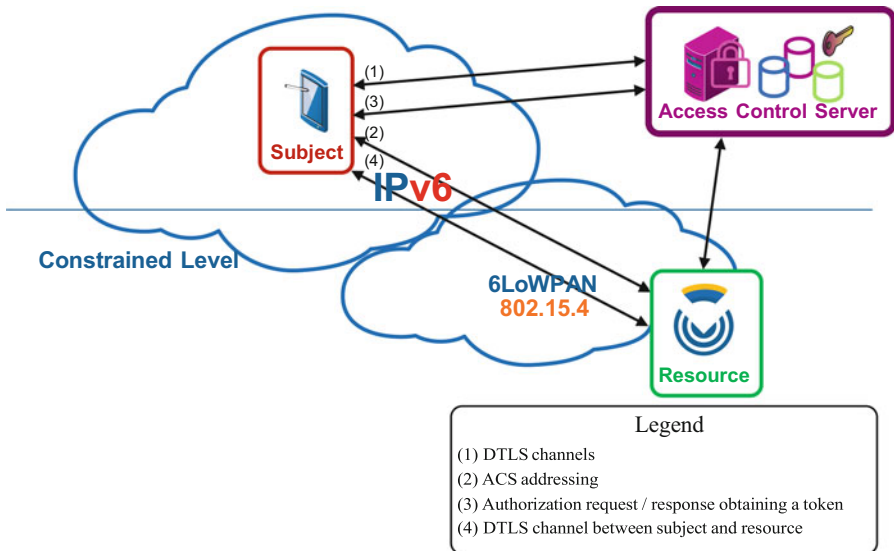 (1)
(3)
(2)
(4)
Subject
Access Control Server
IPv6
Constrained Level
6LoWPAN
802.15.4
Resource
Legend
(1) DTLS channels
(2) ACS addressing
(3) Authorization request / response obtaining a token
(4) DTLS channel between subject and resource